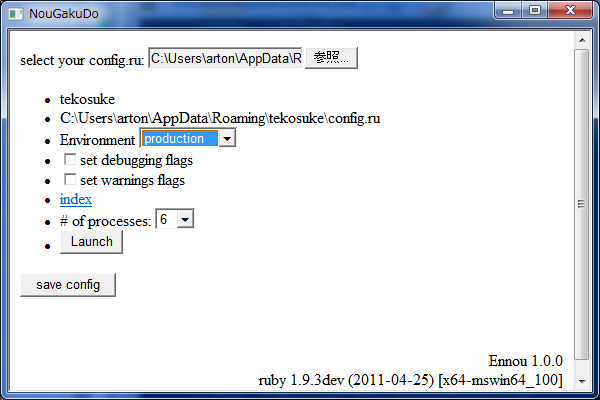 NouGakuDo
select your config.ru: C:\Users\arton\AppData\R 参照...
tekosuke
C:\Users\arton\AppData\Roaming\tekosuke\config.ru
Environment production
set debugging flags
set warnings flags
index
# of processes: 6
Launch
save config
Ennou 1.0.0
ruby 1.9.3dev (2011-04-25) [x64-mswin64_100]